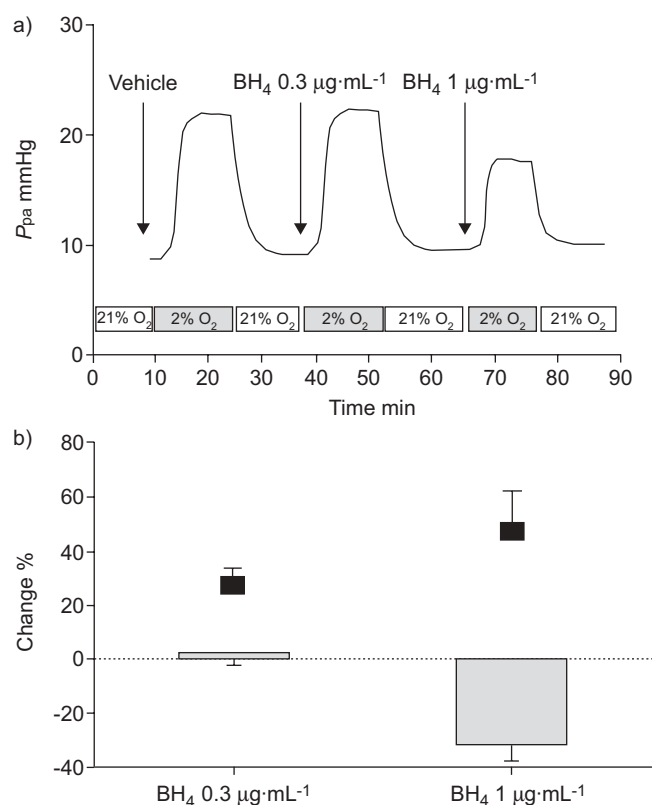 a)
30
Vehicle
BH₄ 0.3 µg·mL⁻¹
BH₄ 1 µg·mL⁻¹
20
Ppa mmHg
10
21% O₂
2% O₂
21% O₂
2% O₂
21% O₂
2% O₂
21% O₂
0
0 10 20 30 40 50 60 70 80 90
Time min
b)
80
60
40
20
0
-20
-40
Change %
BH₄ 0.3 µg·mL⁻¹
BH₄ 1 µg·mL⁻¹